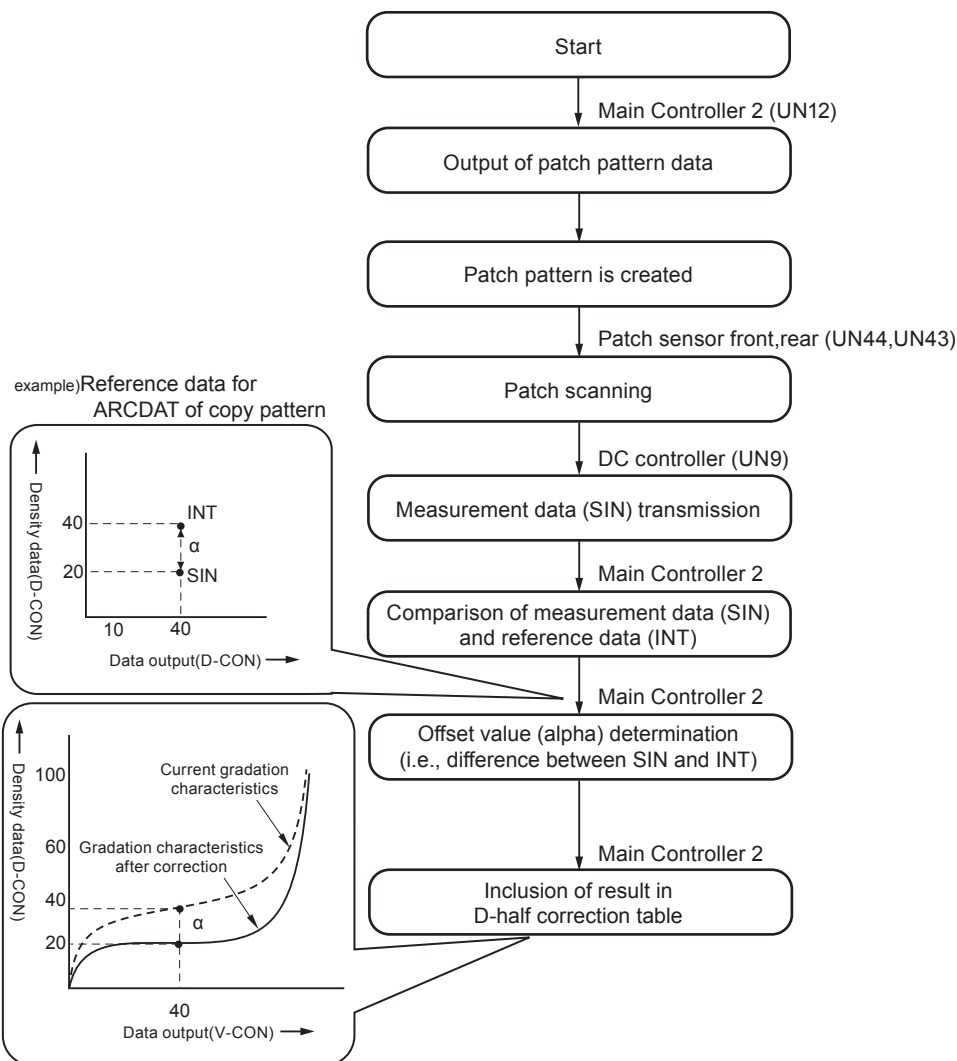 Start
Main Controller 2 (UN12)
Output of patch pattern data
Patch pattern is created
Patch sensor front,rear (UN44,UN43)
Patch scanning
DC controller (UN9)
Measurement data (SIN) transmission
Main Controller 2
Comparison of measurement data (SIN)
and reference data (INT)
Main Controller 2
Offset value (alpha) determination
(i.e., difference between SIN and INT)
Main Controller 2
Inclusion of result in
D-half correction table
example)Reference data for
ARCDAT of copy pattern
Density data(D-CON)
40
20
INT
α
SIN
10
40
Data output(D-CON)
Density data(D-CON)
100
60
40
20
Current gradation
characteristics
Gradation characteristics
after correction
α
40
Data output(V-CON)